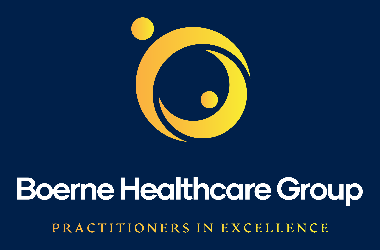 Boerne Healthcare Group
PRACTITIONERS IN EXCELLENCE